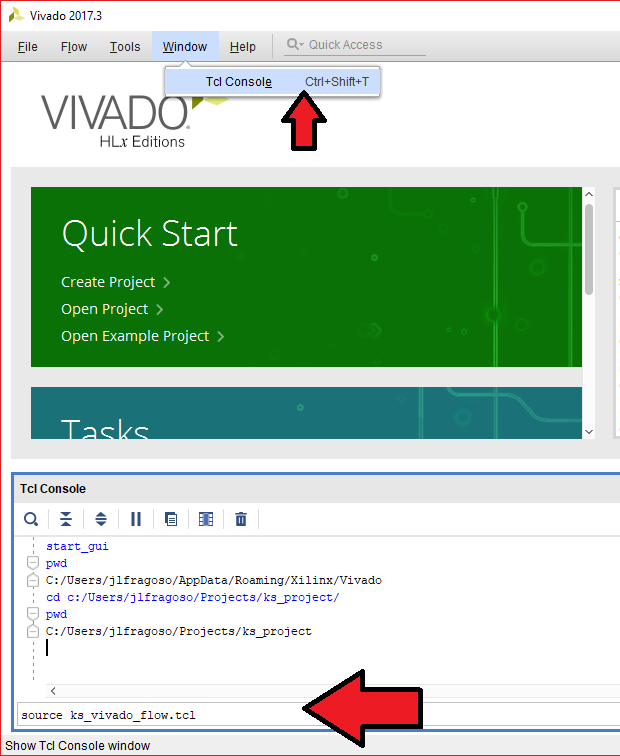 Vivado 2017.3
File Flow Tools Window Help Quick Access
Tcl Console Ctrl+Shift+T
VIVADO
HLx Editions
Quick Start
Create Project
Open Project
Open Example Project
Tasks
Tcl Console
start_gui
pwd
C:/Users/jlfragoso/AppData/Roaming/Xilinx/Vivado
cd c:/Users/jlfragoso/Projects/ks_project/
pwd
C:/Users/jlfragoso/Projects/ks_project
source ks_vivado_flow.tcl
Show Tcl Console window